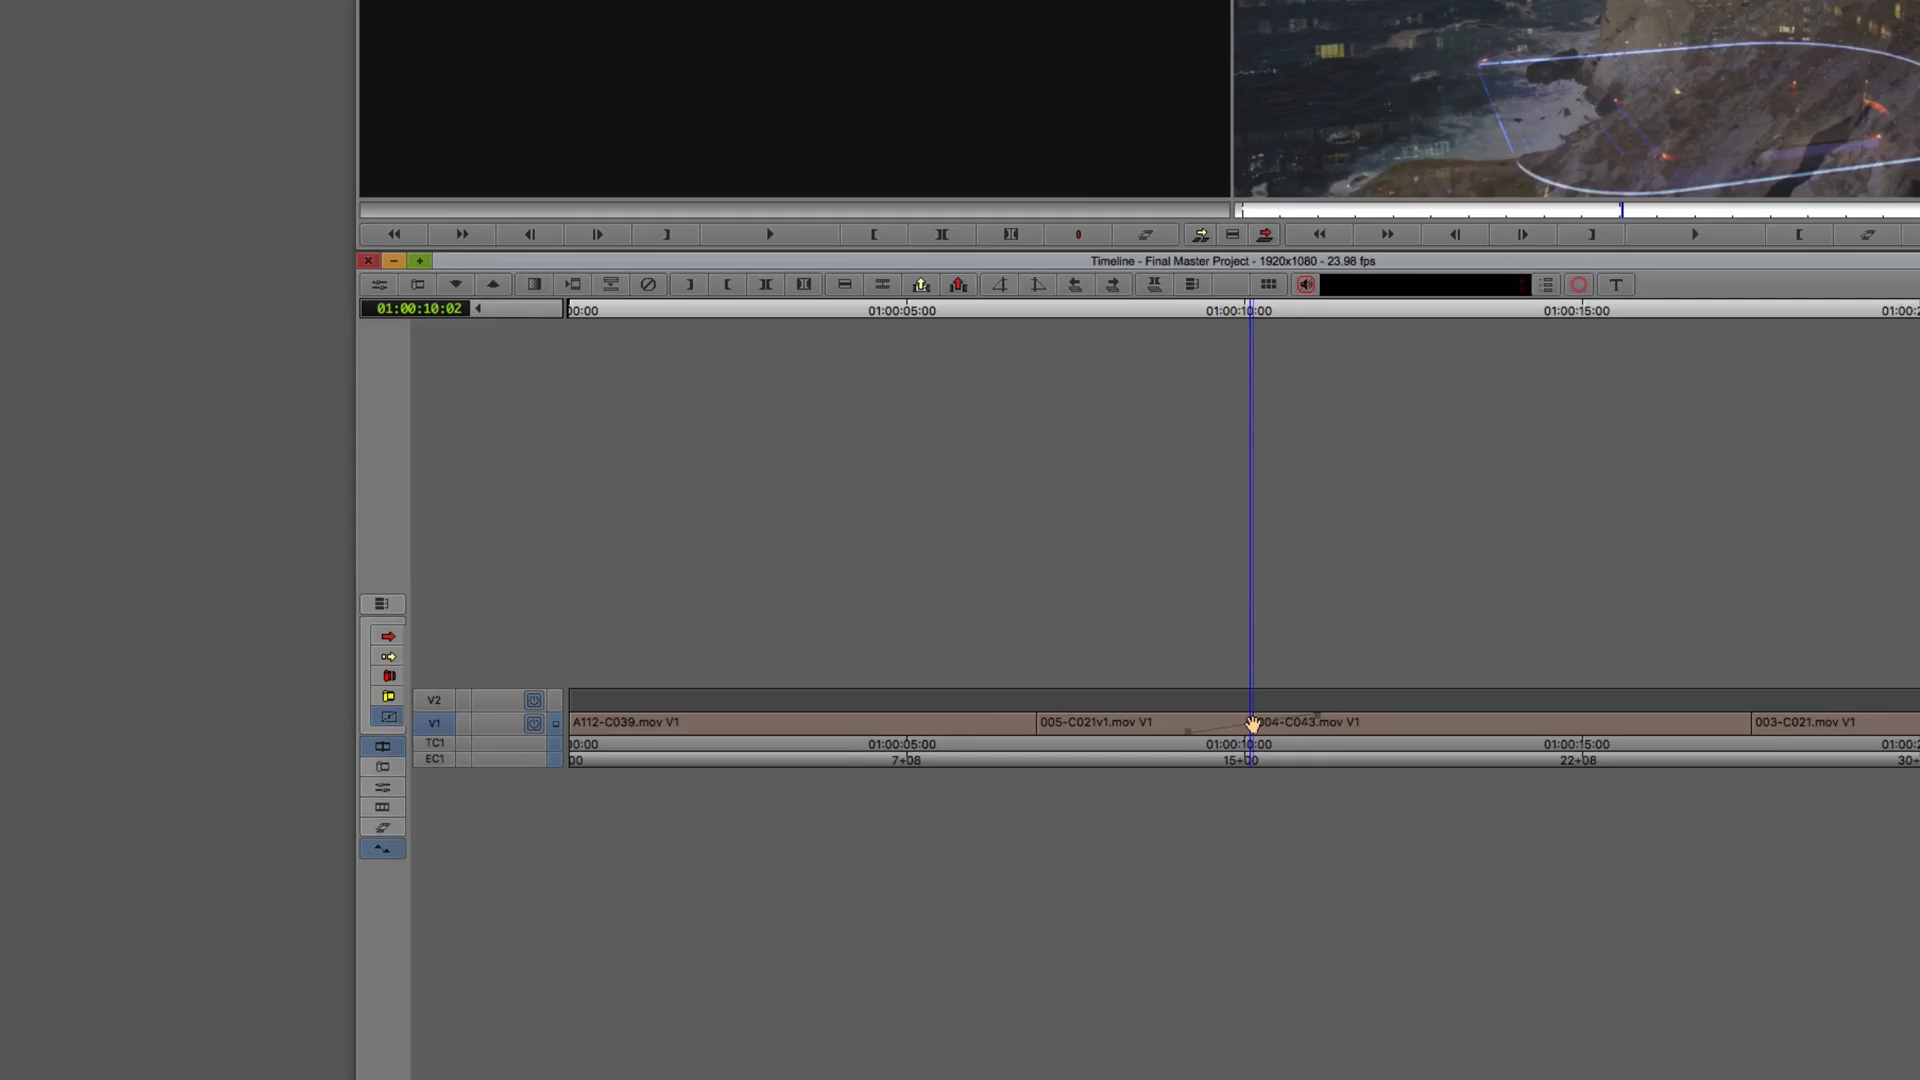 Timeline - Final Master Project - 1920x1080 - 23.98 fps
T
01:00:10:02
00:00 01:00:05:00 01:00:10:00 01:00:15:00
V2
V1 A112-C039.mov V1 005-C021v1.mov V1 004-C043.mov V1 003-C021.mov V1
TC1 00:00 01:00:05:00 01:00:10:00 01:00:15:00
EC1 00 7+08 15+00 22+08